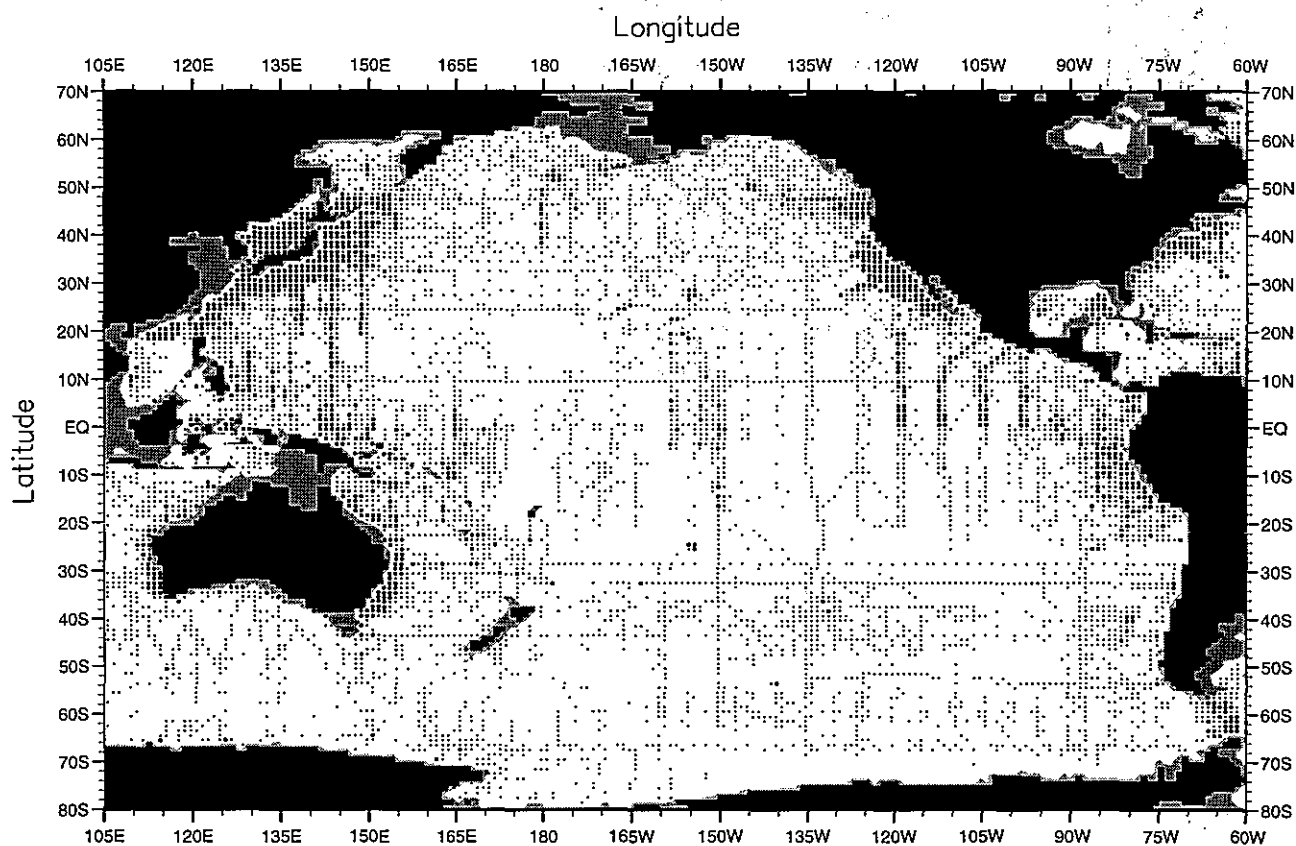 Longitude
105E 120E 135E 150E 165E 180 165W 150W 135W 120W 105W 90W 75W 60W
70N 70N
60N 60N
50N 50N
40N 40N
30N 30N
20N 20N
10N 10N
EQ EQ
Latitude
10S 10S
20S 20S
30S 30S
40S 40S
50S 50S
60S 60S
70S 70S
80S 80S
105E 120E 135E 150E 165E 180 165W 150W 135W 120W 105W 90W 75W 60W